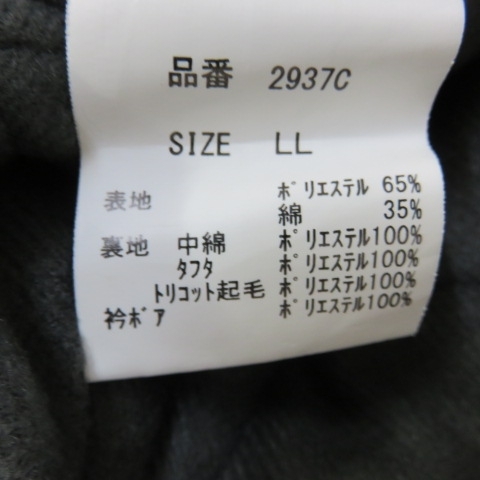 品番 2937C
SIZE LL
表地 ﾎﾟﾘｴｽﾃﾙ 65%
綿 35%
裏地 中綿 ﾎﾟﾘｴｽﾃﾙ100%
ﾀﾌﾀ ﾎﾟﾘｴｽﾃﾙ100%
ﾄﾘｺｯﾄ起毛 ﾎﾟﾘｴｽﾃﾙ100%
衿ﾎﾞｱ ﾎﾟﾘｴｽﾃﾙ100%